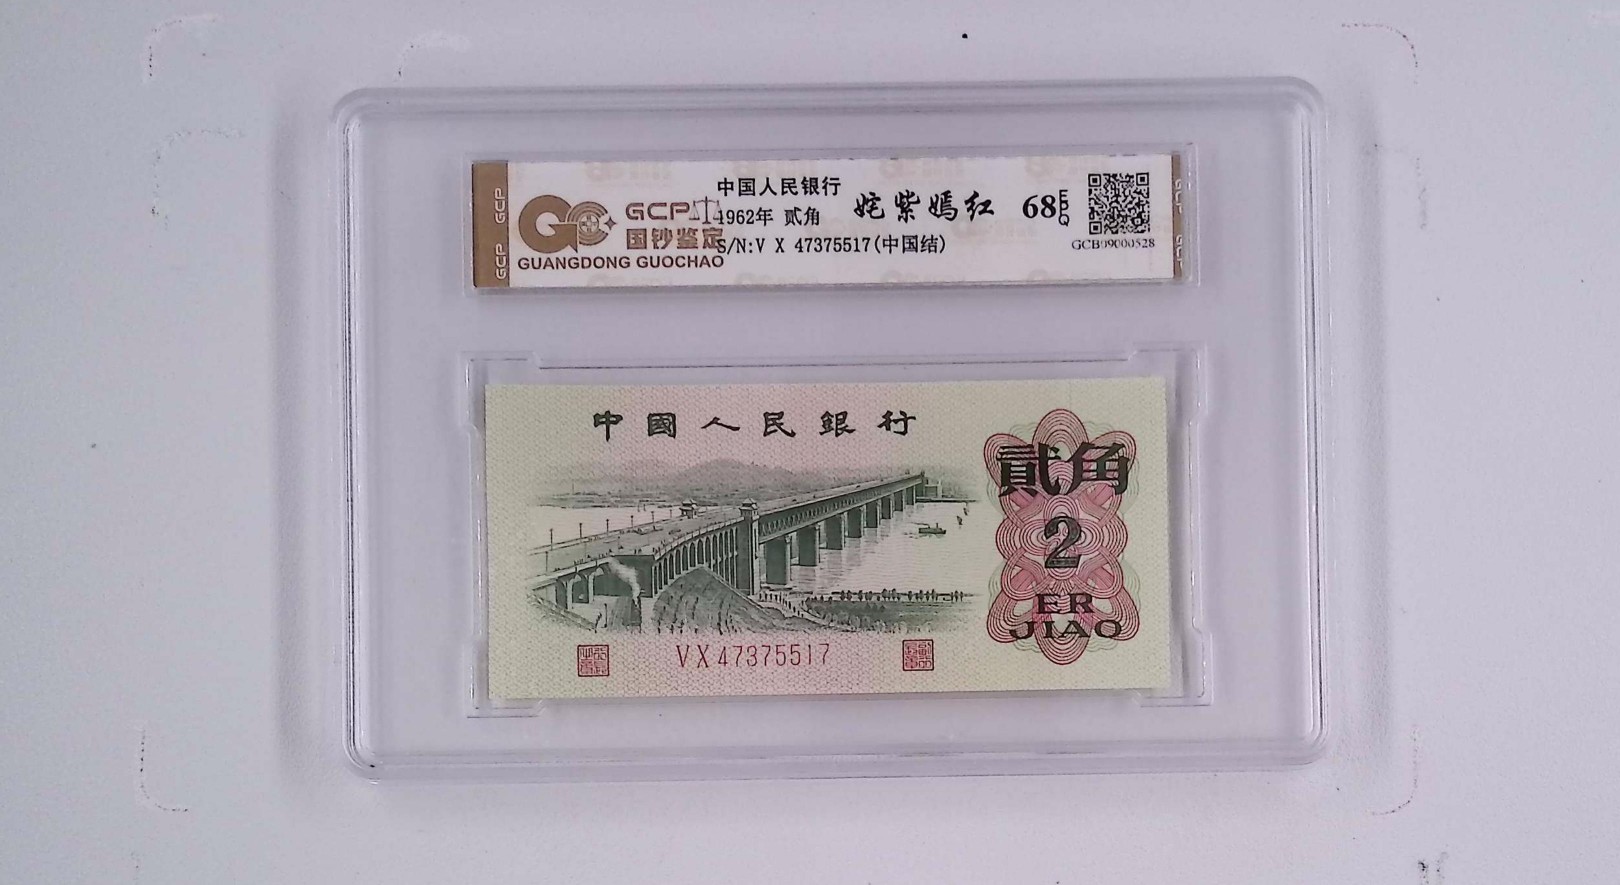 GCP
GCP
GCP
国钞鉴定
GUANGDONG GUOCHAO
中国人民银行
1962年 贰角
S/N:V X 47375517(中国结)
姹紫嫣红
68 EPQ
GCB09000528
中國人民銀行
貳角
2
ER
JIAO
VX47375517